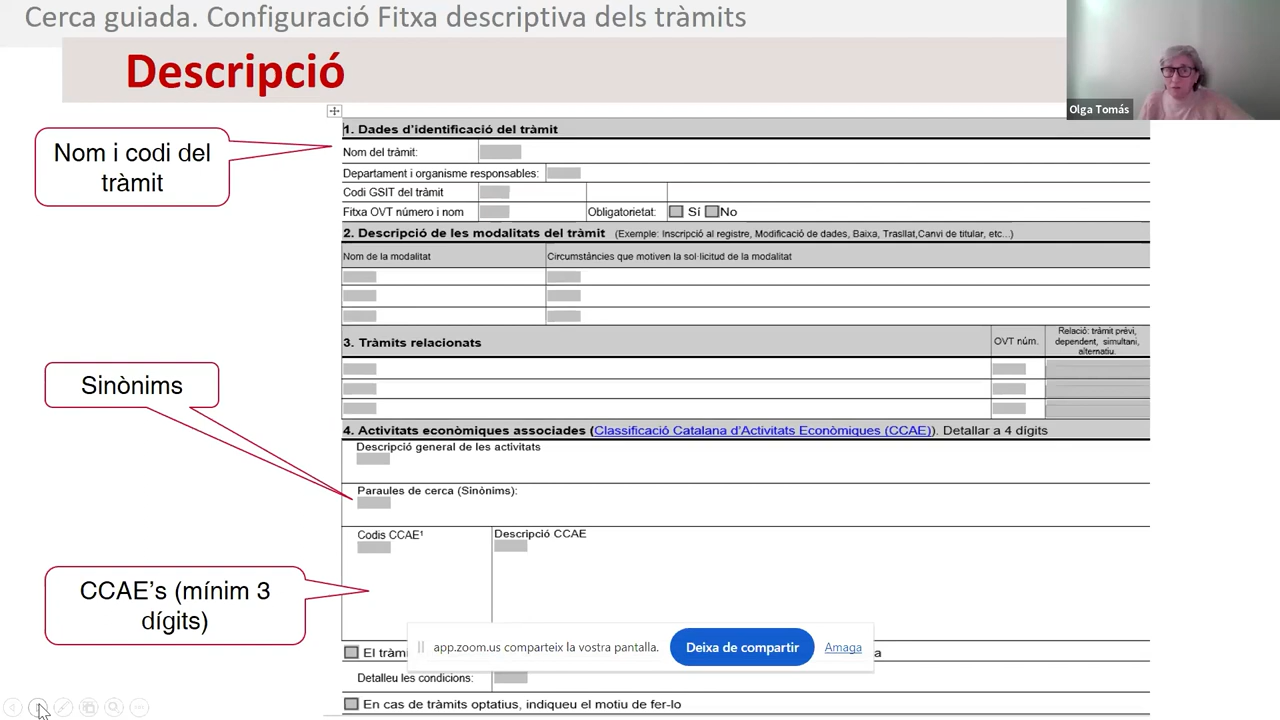 Cerca guiada. Configuració Fitxa descriptiva dels tràmits
Descripció
Olga Tomás
Nom i codi del
tràmit
1. Dades d'identificació del tràmit
Nom del tràmit:
Departament i organisme responsables:
Codi GSIT del tràmit
Fitxa OVT número i nom
Obligatorietat:
Sí
No
2. Descripció de les modalitats del tràmit (Exemple: Inscripció al registre, Modificació de dades, Baixa, Trasllat,Canvi de titular, etc...)
Nom de la modalitat
Circumstàncies que motiven la sol·licitud de la modalitat
3. Tràmits relacionats
OVT núm.
Relació: tràmit previ,
dependent, simultani,
alternatiu.
Sinònims
4. Activitats econòmiques associades (Classificació Catalana d'Activitats Econòmiques (CCAE)). Detallar a 4 dígits
Descripció general de les activitats
Paraules de cerca (Sinònims):
Codis CCAE¹
Descripció CCAE
CCAE's (mínim 3
dígits)
El tràmi
a
app.zoom.us comparteix la vostra pantalla.
Deixa de compartir
Amaga
Detalleu les condicions:
En cas de tràmits optatius, indiqueu el motiu de fer-lo